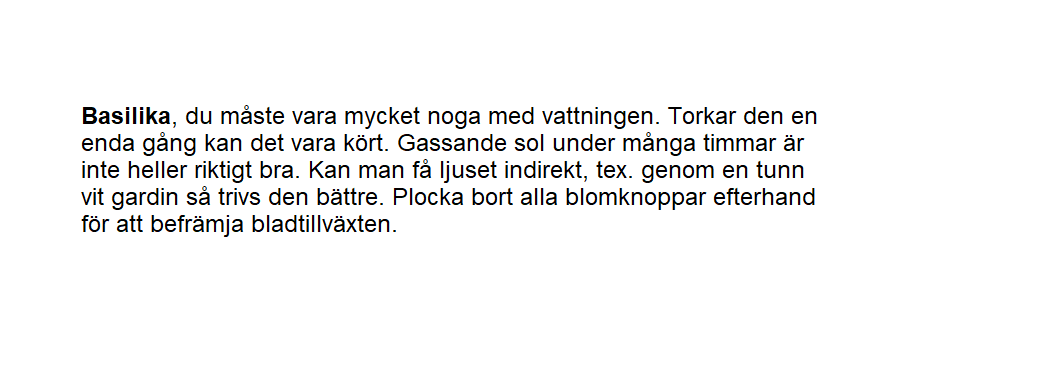 Basilika, du måste vara mycket noga med vattningen. Torkar den en
enda gång kan det vara kört. Gassande sol under många timmar är
inte heller riktigt bra. Kan man få ljuset indirekt, tex. genom en tunn
vit gardin så trivs den bättre. Plocka bort alla blomknoppar efterhand
för att befrämja bladtillväxten.